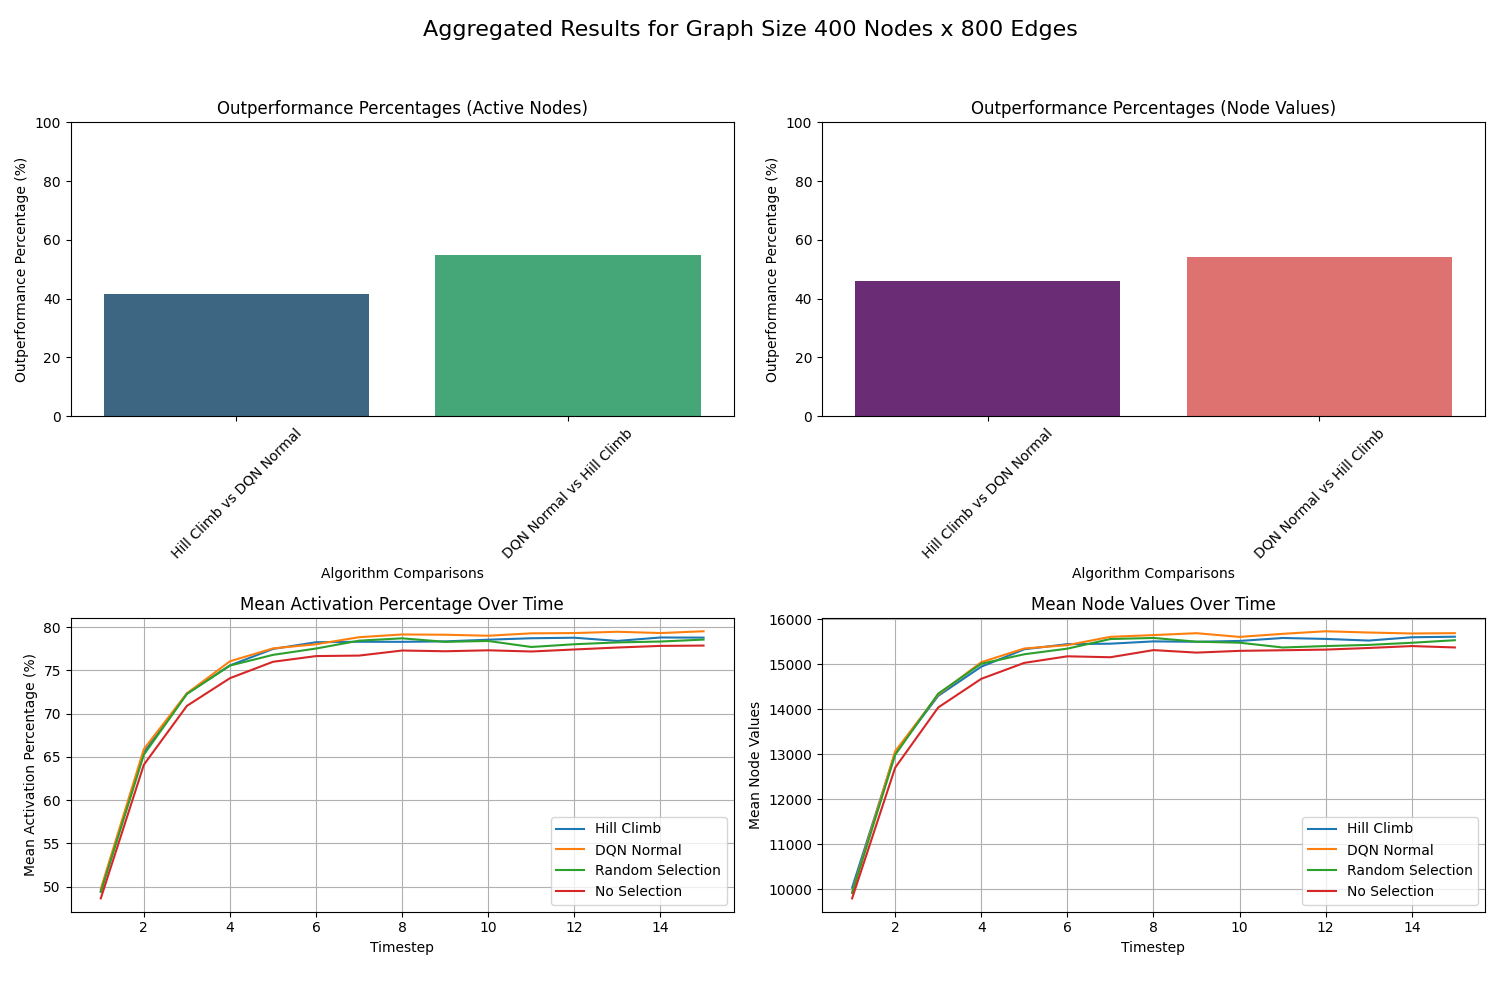 Aggregated Results for Graph Size 400 Nodes x 800 Edges
Outperformance Percentages (Active Nodes)
Outperformance Percentage (%)
100
80
60
40
20
0
Hill Climb vs DQN Normal
DQN Normal vs Hill Climb
Algorithm Comparisons
Outperformance Percentages (Node Values)
Outperformance Percentage (%)
100
80
60
40
20
0
Hill Climb vs DQN Normal
DQN Normal vs Hill Climb
Algorithm Comparisons
Mean Activation Percentage Over Time
Mean Activation Percentage (%)
80
75
70
65
60
55
50
Hill Climb
DQN Normal
Random Selection
No Selection
2 4 6 8 10 12 14
Timestep
Mean Node Values Over Time
Mean Node Values
16000
15000
14000
13000
12000
11000
10000
Hill Climb
DQN Normal
Random Selection
No Selection
2 4 6 8 10 12 14
Timestep